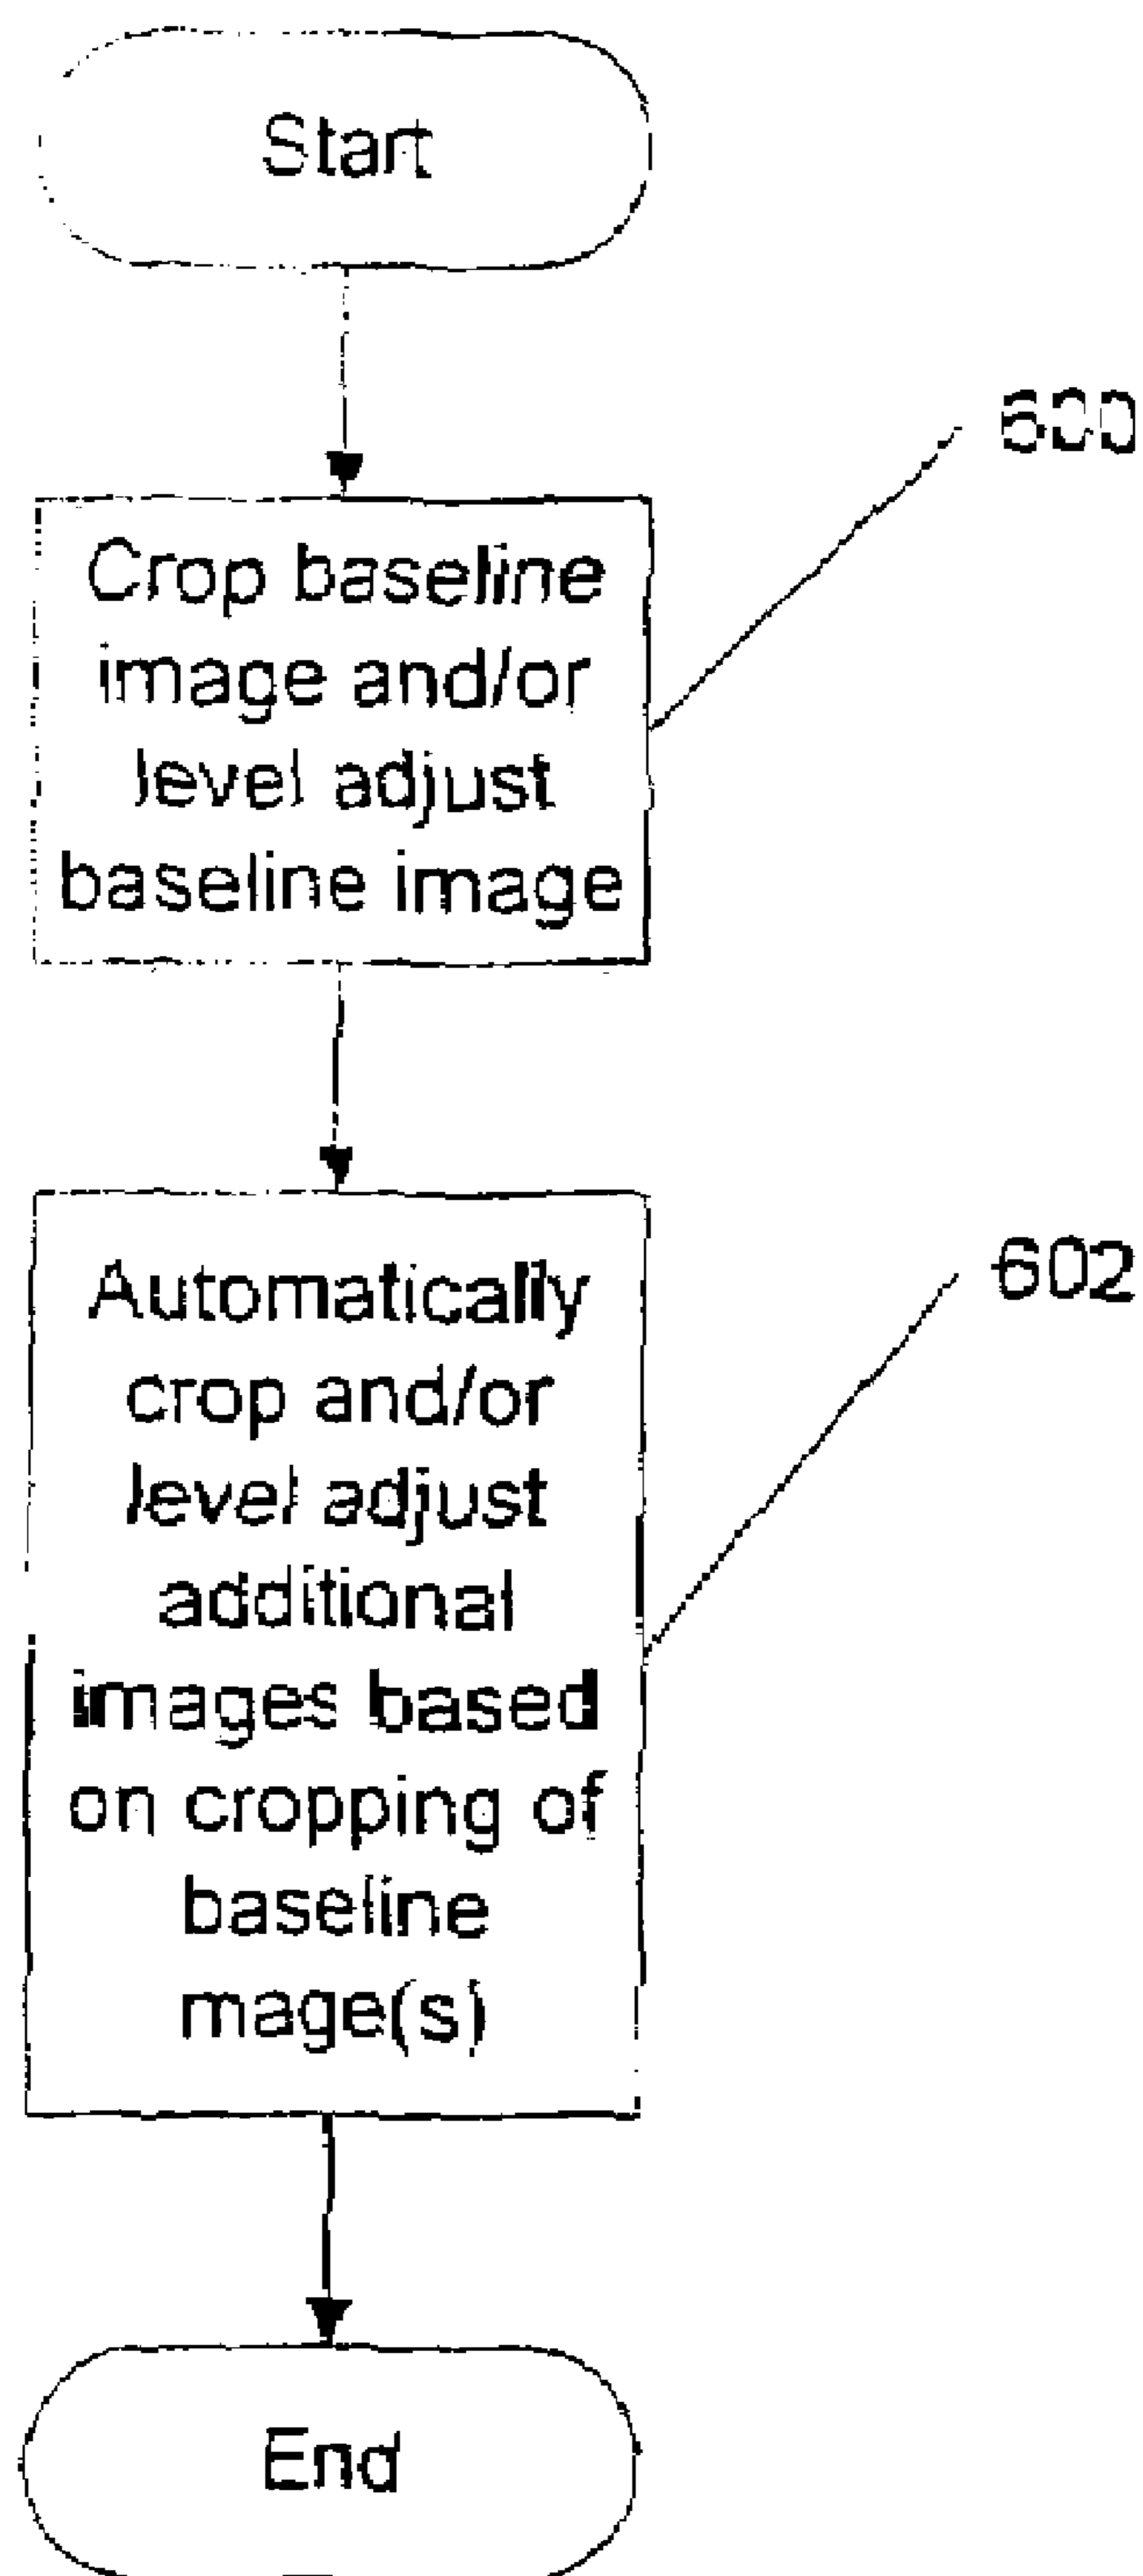 Start
600
Crop baseline
image and/or
level adjust
baseline image
602
Automatically
crop and/or
level adjust
additional
images based
on cropping of
baseline
mage(s)
End